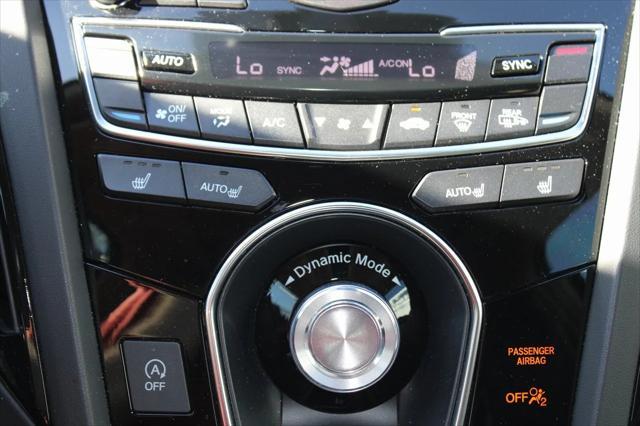 AUTO
Lo SYNC A/CON Lo
SYNC
ON/OFF MODE A/C FRONT REAR
AUTO AUTO
Dynamic Mode
A
OFF
PASSENGER
AIRBAG
OFF 2